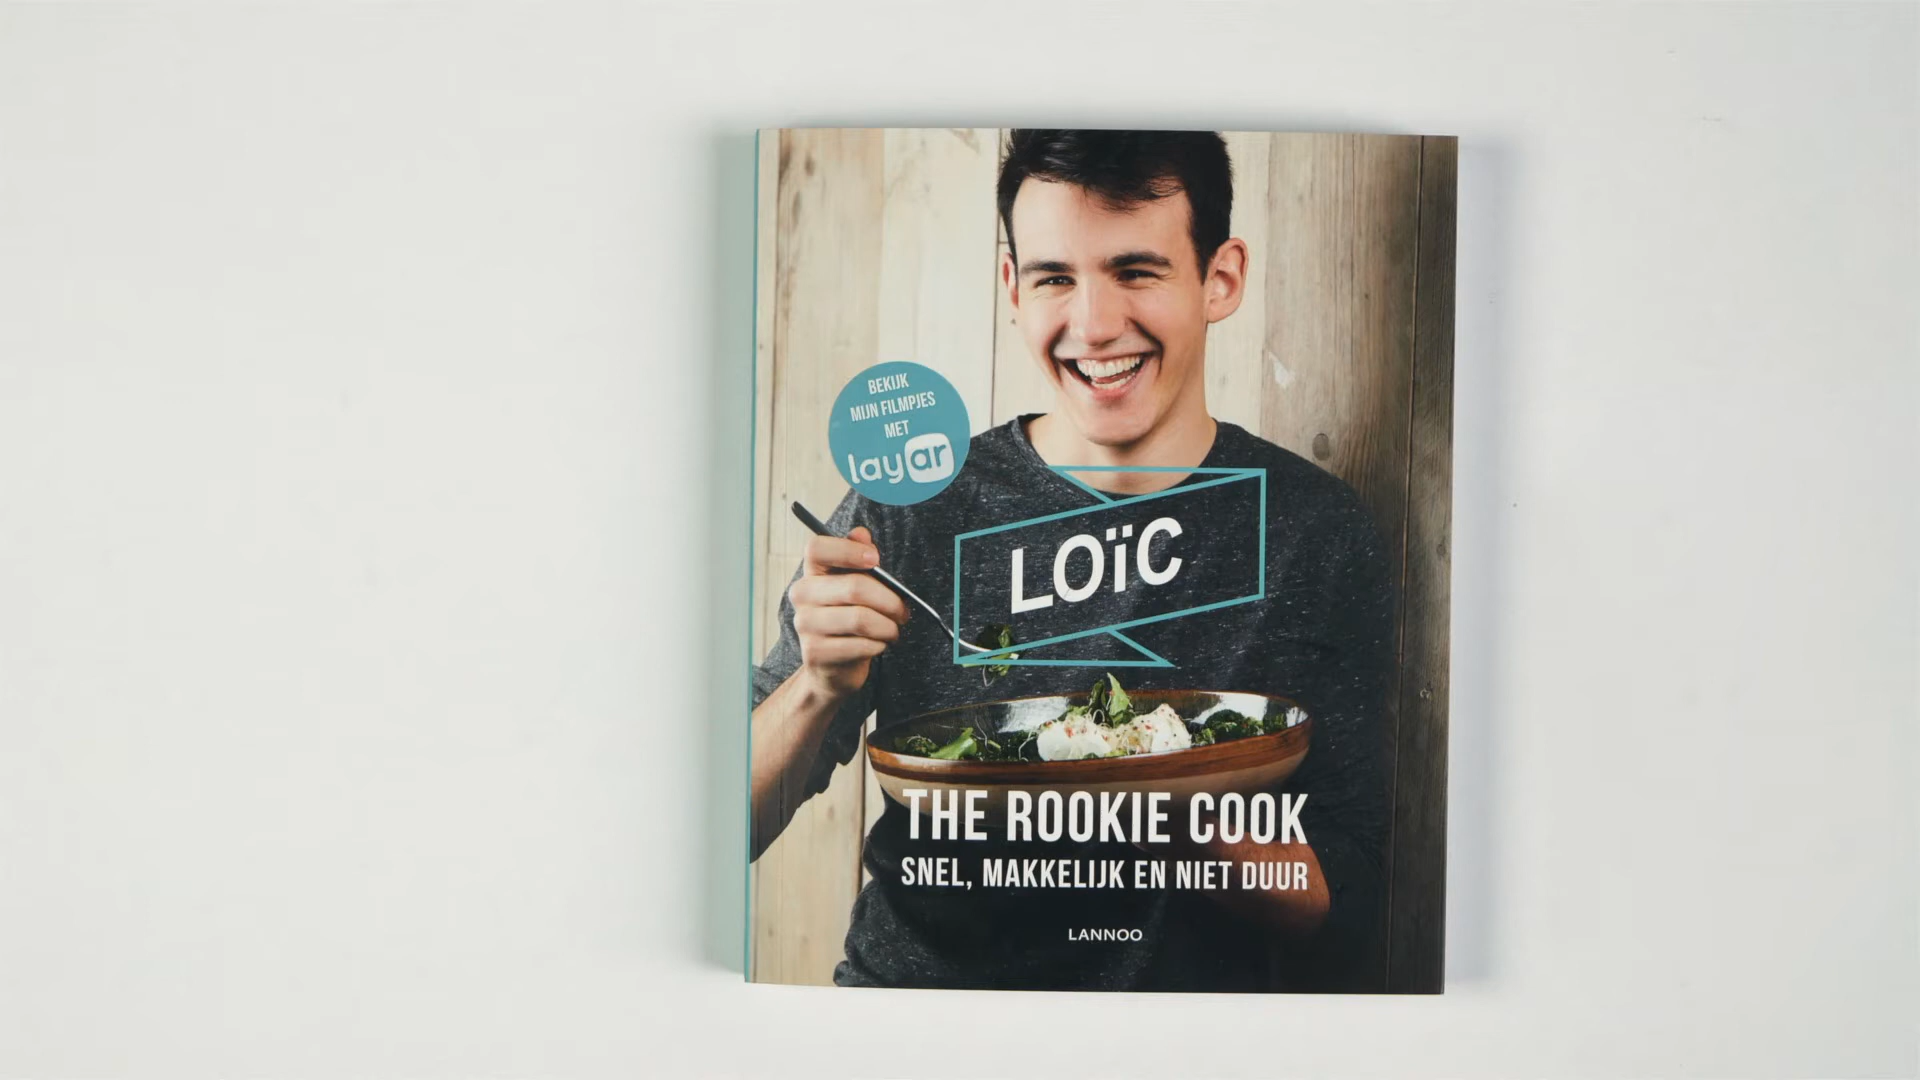 BEKIJK
MIJN FILMPJES
MET
layar
LOïC
THE ROOKIE COOK
SNEL, MAKKELIJK EN NIET DUUR
LANNOO